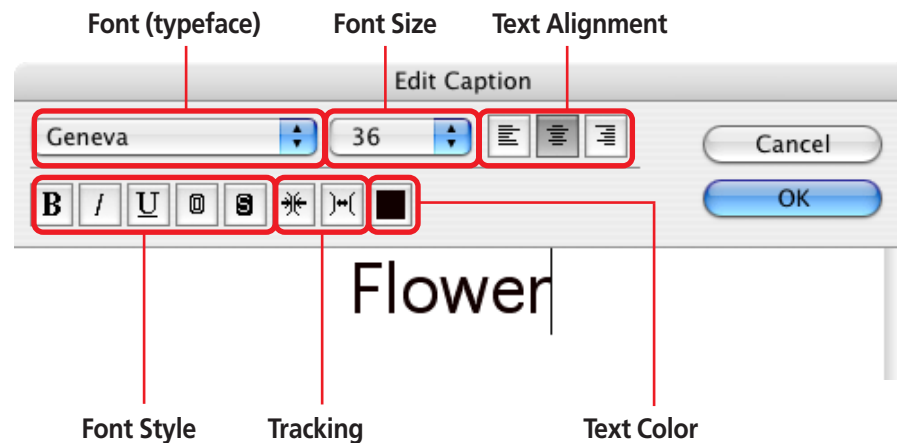 Font (typeface) Font Size Text Alignment
Edit Caption
Geneva 36 Cancel
B I U O S OK
Flower
Font Style Tracking Text Color